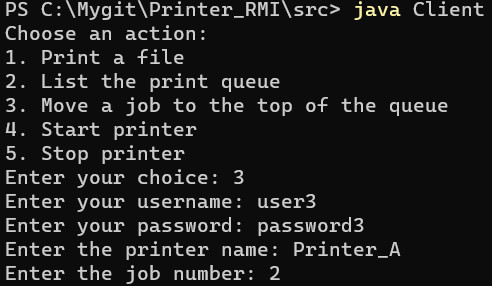 PS C:\Mygit\Printer_RMI\src> java Client
Choose an action:
1. Print a file
2. List the print queue
3. Move a job to the top of the queue
4. Start printer
5. Stop printer
Enter your choice: 3
Enter your username: user3
Enter your password: password3
Enter the printer name: Printer_A
Enter the job number: 2